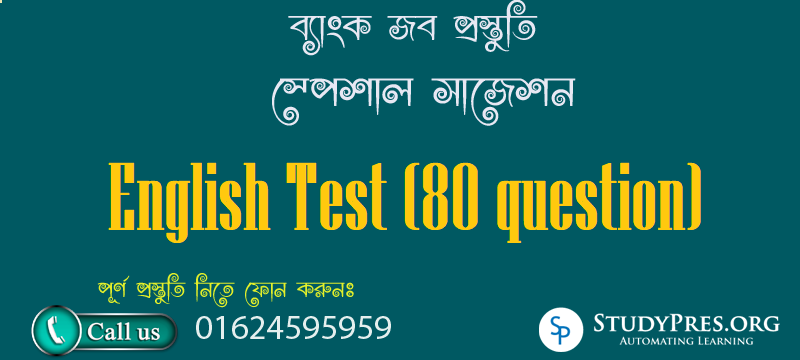 ব্যাংক জব প্রস্তুতি
স্পেশাল সাজেশন
English Test (80 question)
পূর্ণ প্রস্তুতি নিতে ফোন করুনঃ
Call us 01624595959
SP STUDYPRES.ORG
AUTOMATING LEARNING